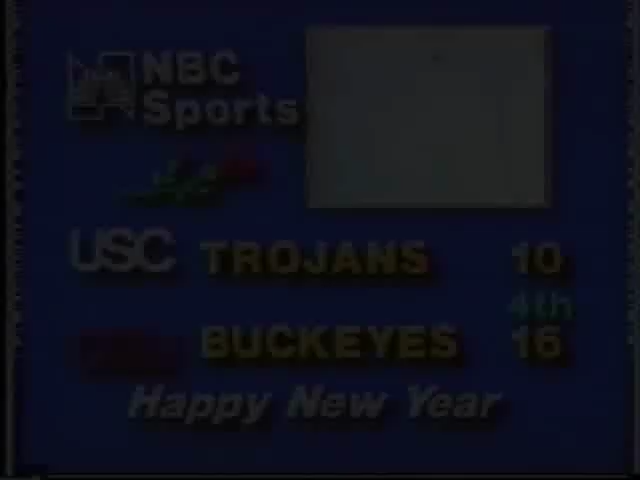 NBC
Sports
USC TROJANS 10
4th
BUCKEYES 16
Happy New Year